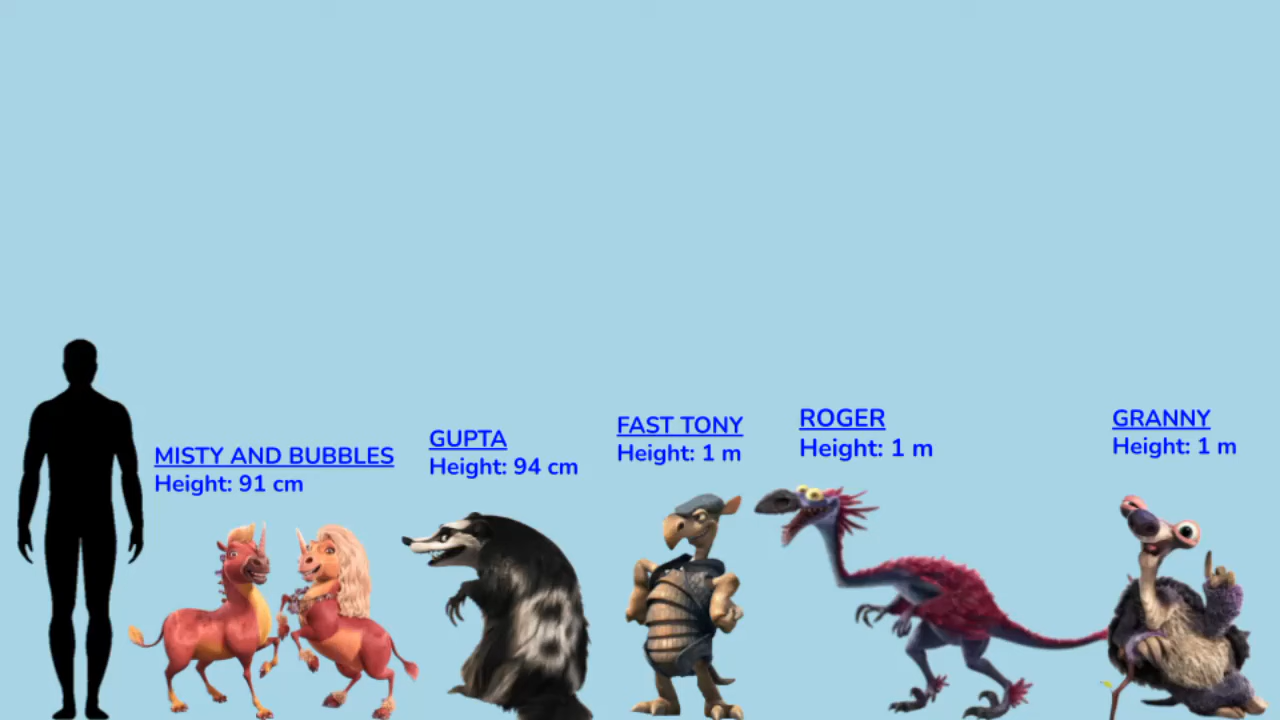 MISTY AND BUBBLES
Height: 91 cm
GUPTA
Height: 94 cm
FAST TONY
Height: 1 m
ROGER
Height: 1 m
GRANNY
Height: 1 m